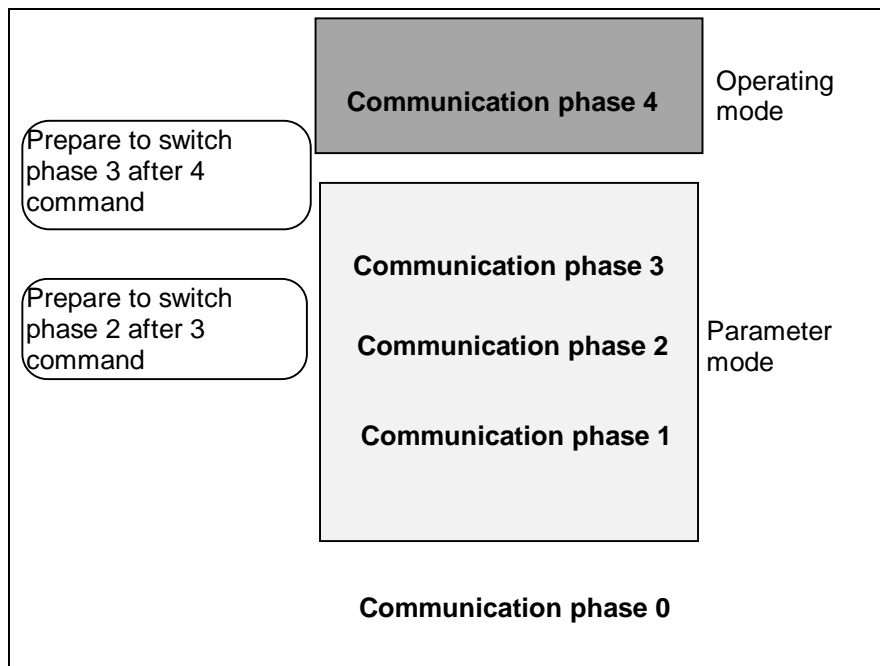 Communication phase 4
Operating
mode
Prepare to switch
phase 3 after 4
command
Communication phase 3
Prepare to switch
phase 2 after 3
command
Communication phase 2
Parameter
mode
Communication phase 1
Communication phase 0